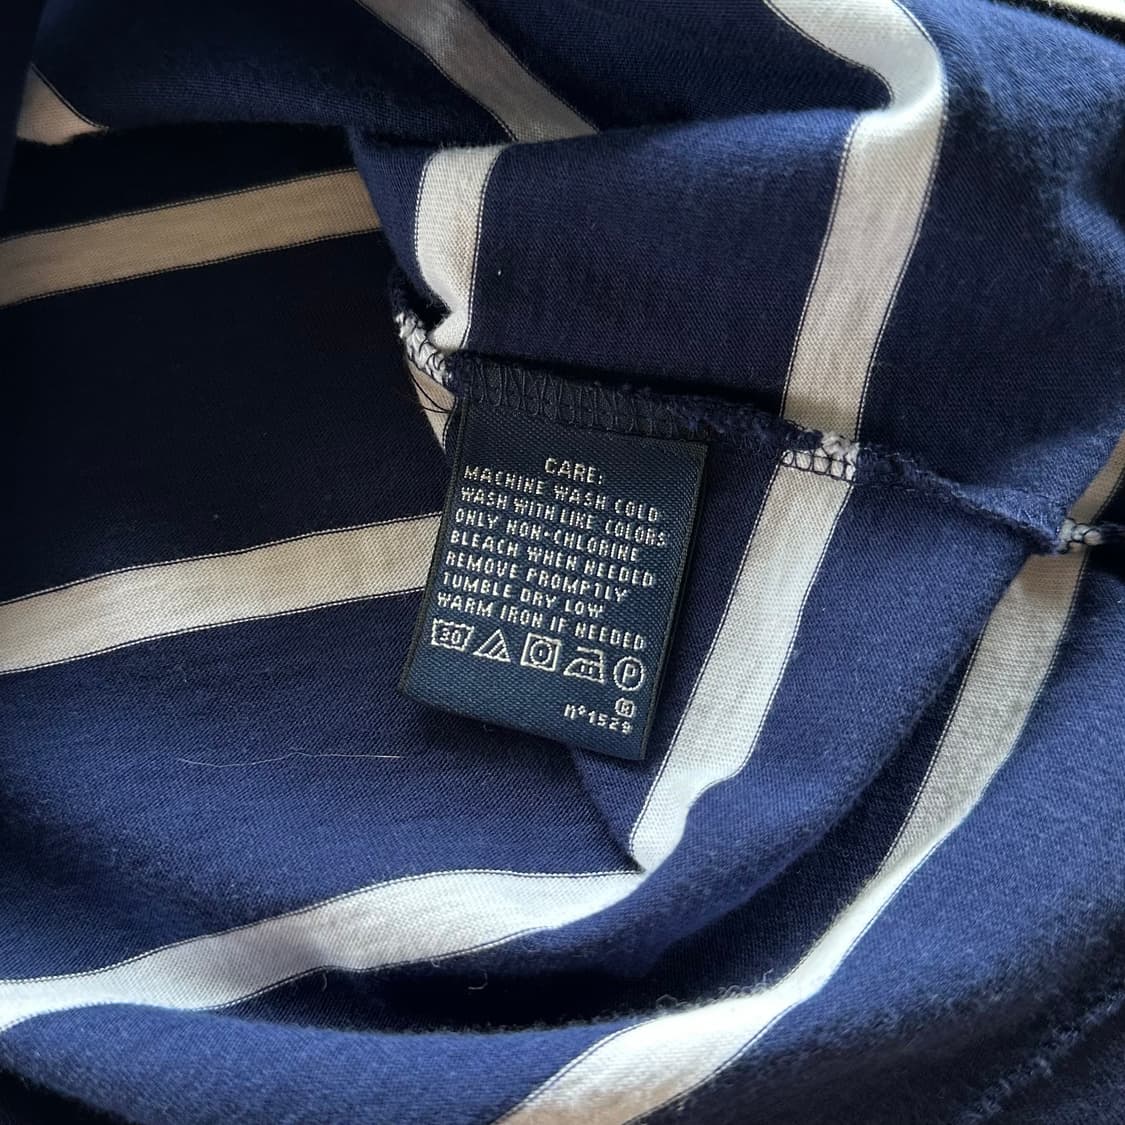 CARE:
MACHINE WASH COLD
WASH WITH LIKE COLORS
ONLY NON-CHLORINE
BLEACH WHEN NEEDED
REMOVE PROMPTLY
TUMBLE DRY LOW
WARM IRON IF NEEDED
30 P
®
nº1529